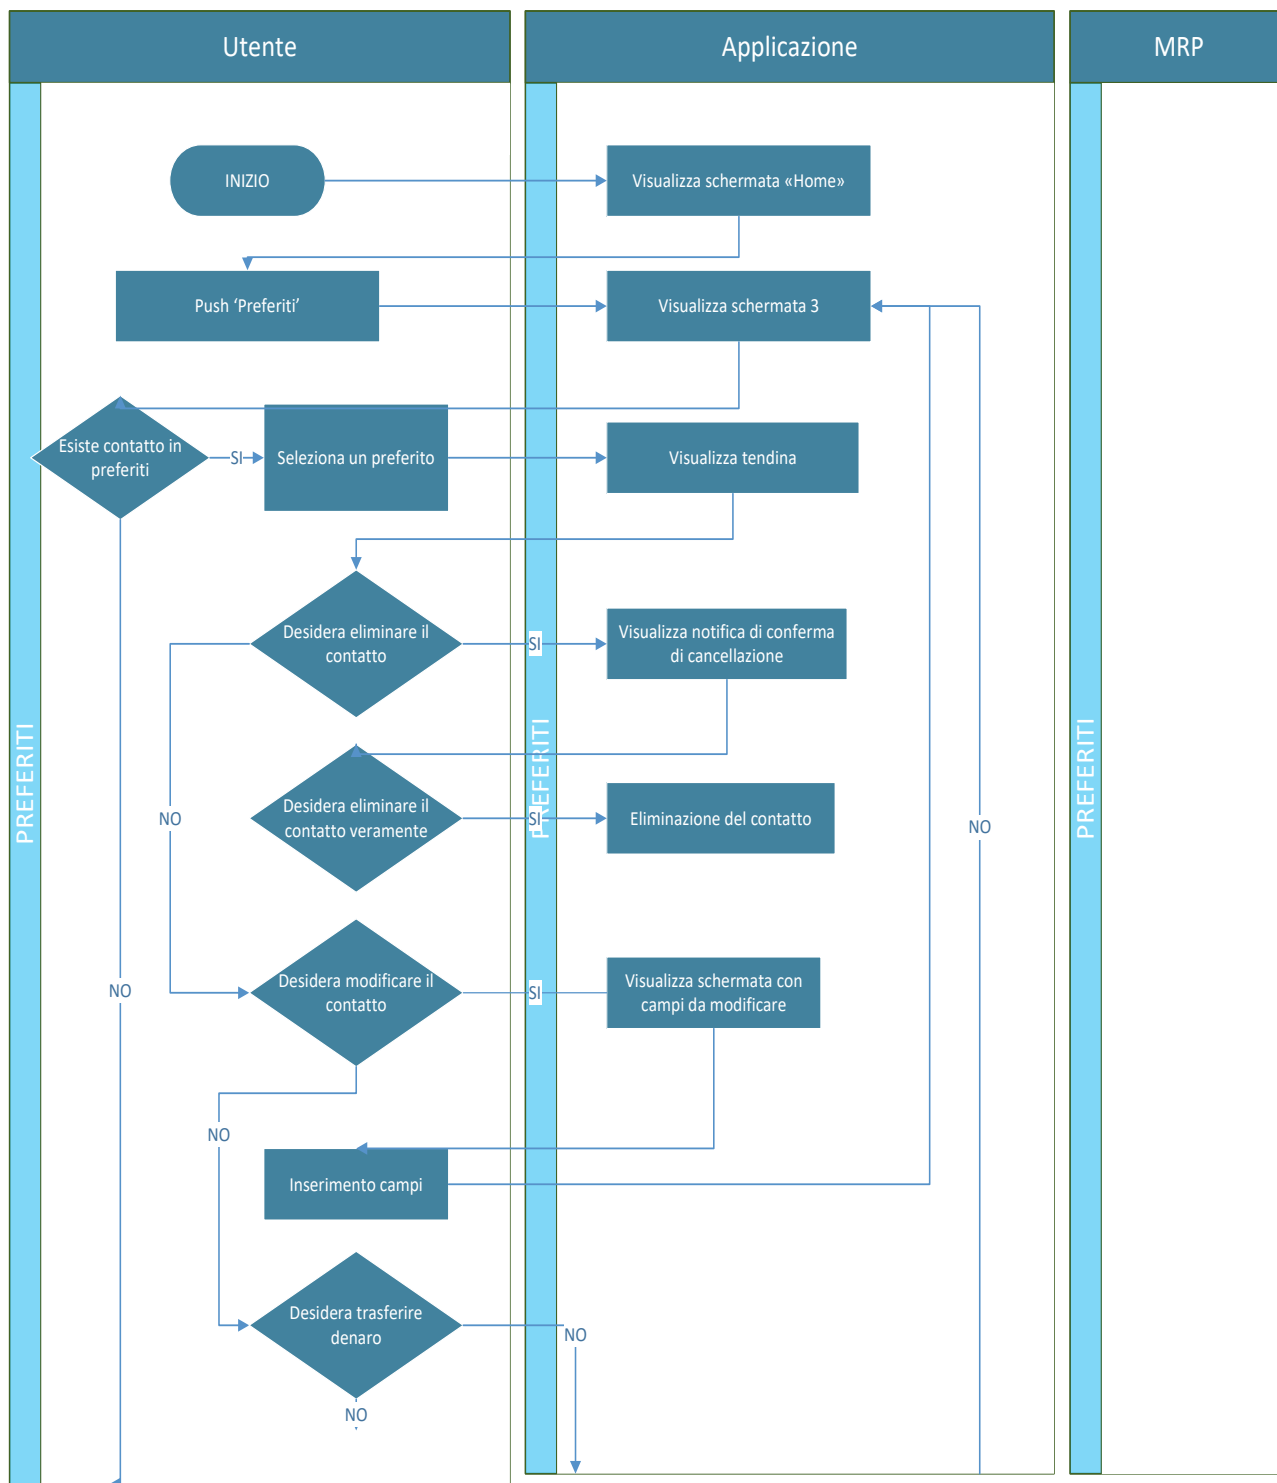 Utente
Applicazione
MRP
INIZIO
Visualizza schermata «Home»
Push ‘Preferiti’
Visualizza schermata 3
Esiste contatto in
preferiti
SI
Seleziona un preferito
Visualizza tendina
Desidera eliminare il
contatto
SI
Visualizza notifica di conferma
di cancellazione
PREFERITI
PREFERITI
PREFERITI
NO
Desidera eliminare il
contatto veramente
SI
Eliminazione del contatto
NO
NO
Desidera modificare il
contatto
SI
Visualizza schermata con
campi da modificare
NO
Inserimento campi
Desidera trasferire
denaro
NO
NO